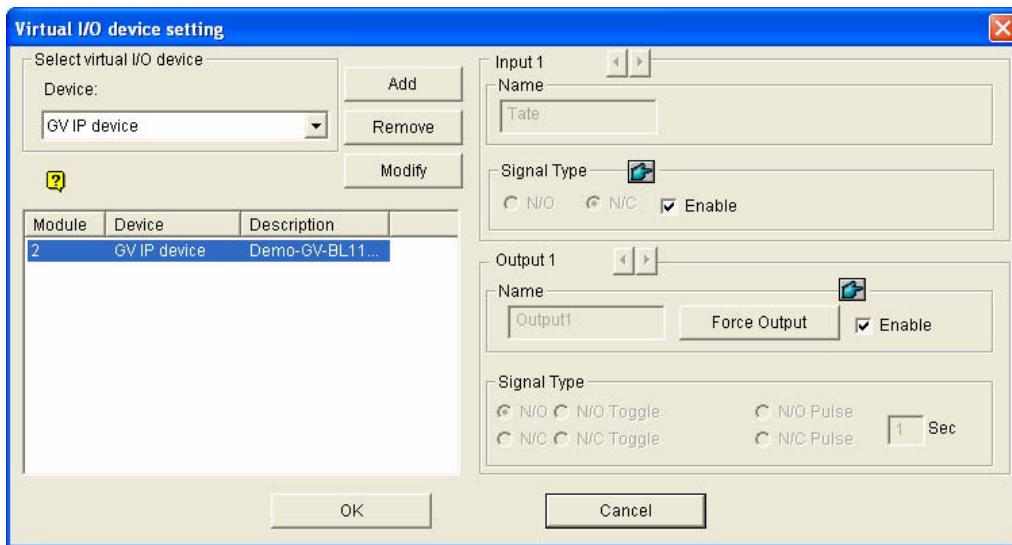 Virtual I/O device setting
Select virtual I/O device
Device:
GV IP device
Add
Remove
Modify
Module Device Description
2 GV IP device Demo-GV-BL11...
Input 1
Name
Tate
Signal Type
N/O N/C Enable
Output 1
Name
Output1 Force Output Enable
Signal Type
N/O N/O Toggle N/O Pulse
N/C N/C Toggle N/C Pulse
1 Sec
OK Cancel